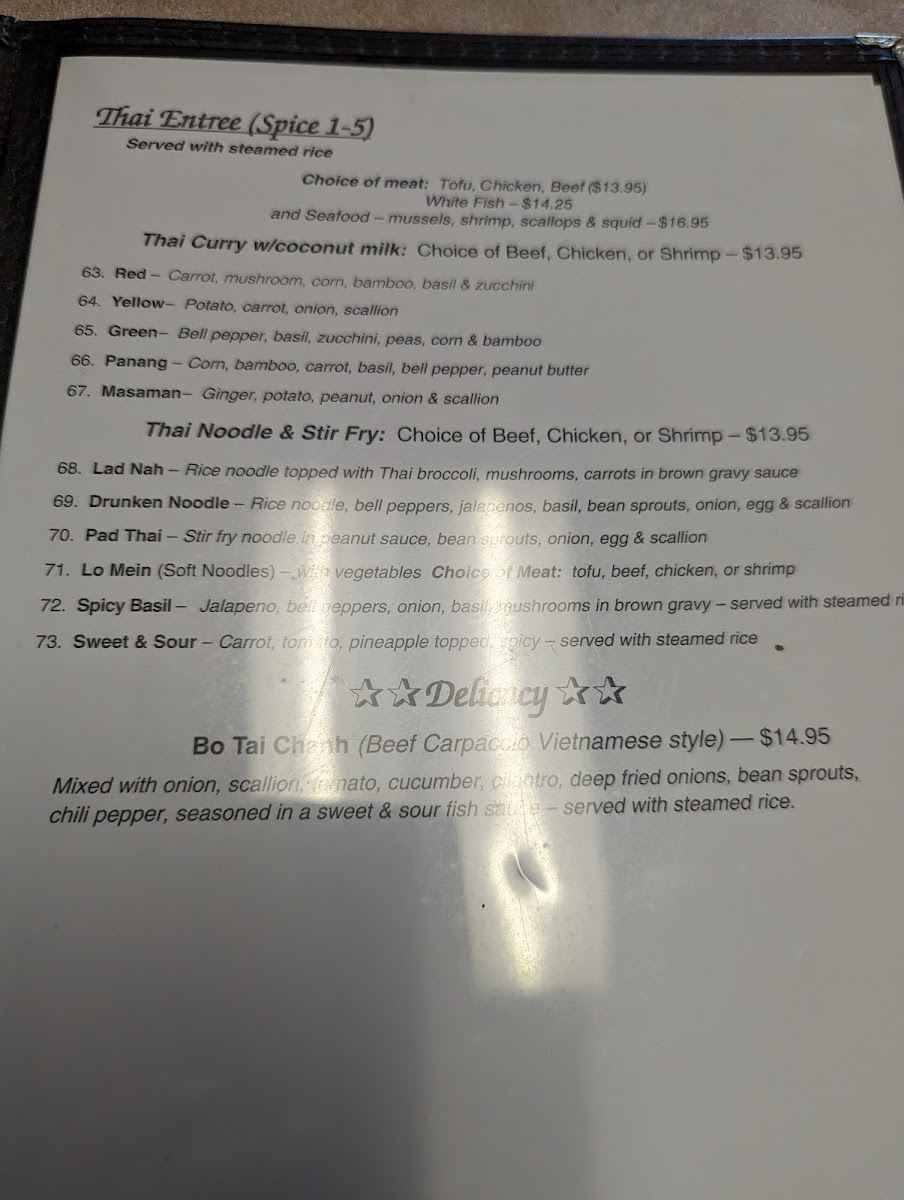 Thai Entree (Spice 1-5)
Served with steamed rice
Choice of meat: Tofu, Chicken, Beef ($13.95)
White Fish – $14.25
and Seafood – mussels, shrimp, scallops & squid – $16.95
Thai Curry w/coconut milk: Choice of Beef, Chicken, or Shrimp – $13.95
63. Red – Carrot, mushroom, corn, bamboo, basil & zucchini
64. Yellow– Potato, carrot, onion, scallion
65. Green– Bell pepper, basil, zucchini, peas, corn & bamboo
66. Panang – Corn, bamboo, carrot, basil, bell pepper, peanut butter
67. Masaman– Ginger, potato, peanut, onion & scallion
Thai Noodle & Stir Fry: Choice of Beef, Chicken, or Shrimp – $13.95
68. Lad Nah – Rice noodle topped with Thai broccoli, mushrooms, carrots in brown gravy sauce
69. Drunken Noodle – Rice noodle, bell peppers, jalapenos, basil, bean sprouts, onion, egg & scallion
70. Pad Thai – Stir fry noodle in peanut sauce, bean sprouts, onion, egg & scallion
71. Lo Mein (Soft Noodles) – with vegetables Choice of Meat: tofu, beef, chicken, or shrimp
72. Spicy Basil – Jalapeno, bell peppers, onion, basil, mushrooms in brown gravy – served with steamed ri
73. Sweet & Sour – Carrot, tomato, pineapple topped, spicy – served with steamed rice
☆☆Delicacy☆☆
Bo Tai Chanh (Beef Carpaccio Vietnamese style) — $14.95
Mixed with onion, scallion, tomato, cucumber, cilantro, deep fried onions, bean sprouts,
chili pepper, seasoned in a sweet & sour fish sauce – served with steamed rice.